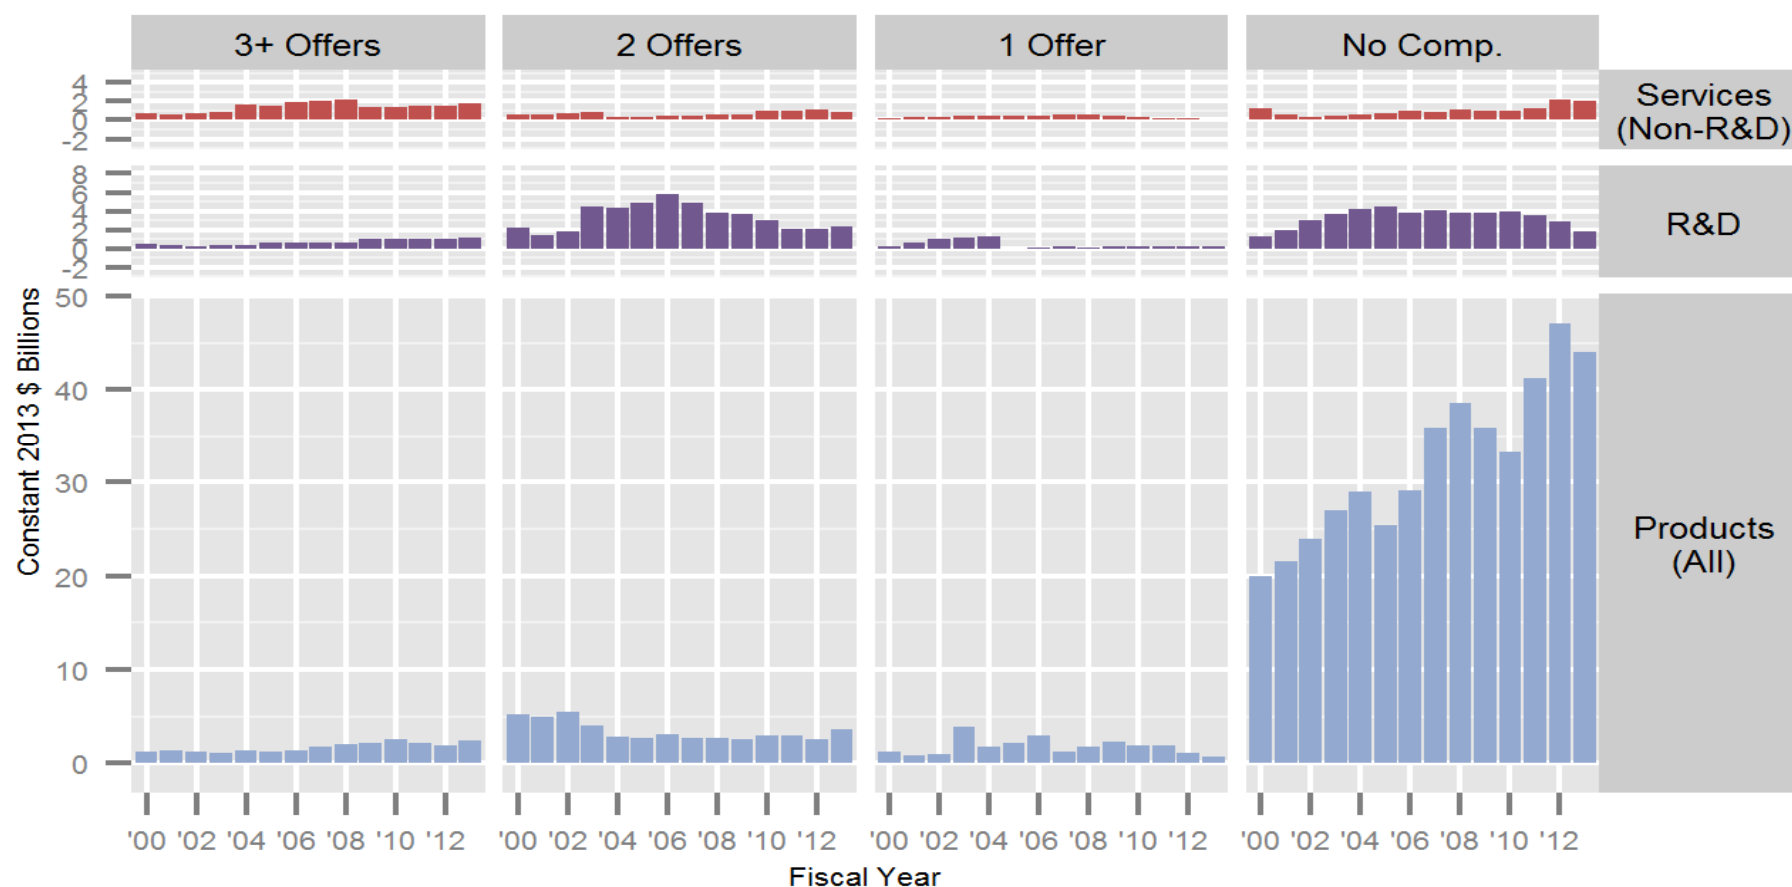 3+ Offers 2 Offers 1 Offer No Comp.
4
2
0
-2
Services
(Non-R&D)
8
6
4
2
0
-2
R&D
50
40
30
20
10
0
Products
(All)
Constant 2013 $ Billions
'00 '02 '04 '06 '08 '10 '12 '00 '02 '04 '06 '08 '10 '12 '00 '02 '04 '06 '08 '10 '12 '00 '02 '04 '06 '08 '10 '12
Fiscal Year